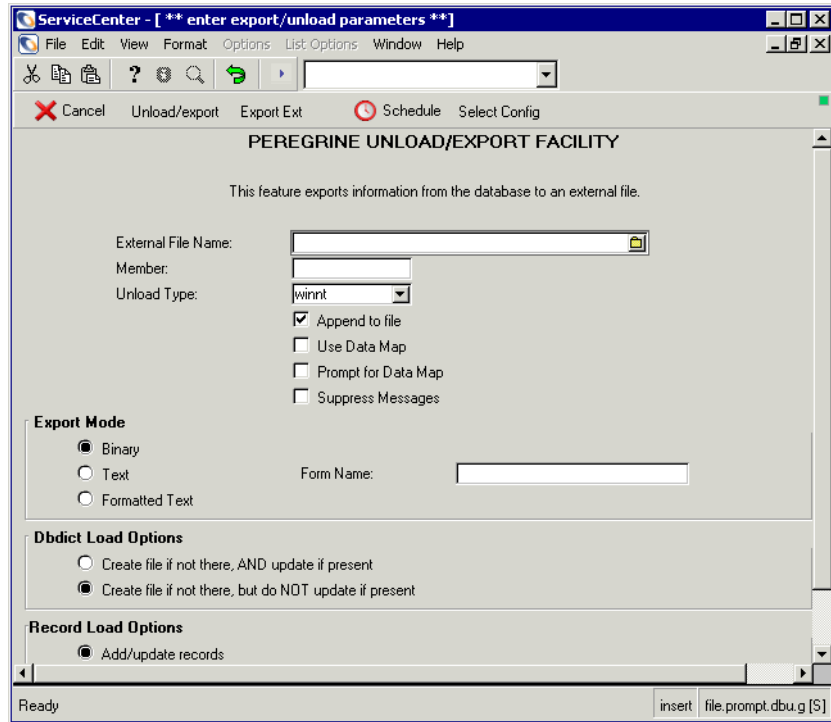 ServiceCenter - [ ** enter export/unload parameters **]
File Edit View Format Options List Options Window Help
Cancel Unload/export Export Ext Schedule Select Config
PEREGRINE UNLOAD/EXPORT FACILITY
This feature exports information from the database to an external file.
External File Name:
Member:
Unload Type: winnt
Append to file
Use Data Map
Prompt for Data Map
Suppress Messages
Export Mode
Binary
Text Form Name:
Formatted Text
Dbdict Load Options
Create file if not there, AND update if present
Create file if not there, but do NOT update if present
Record Load Options
Add/update records
Ready insert file.prompt.dbu.g [S]